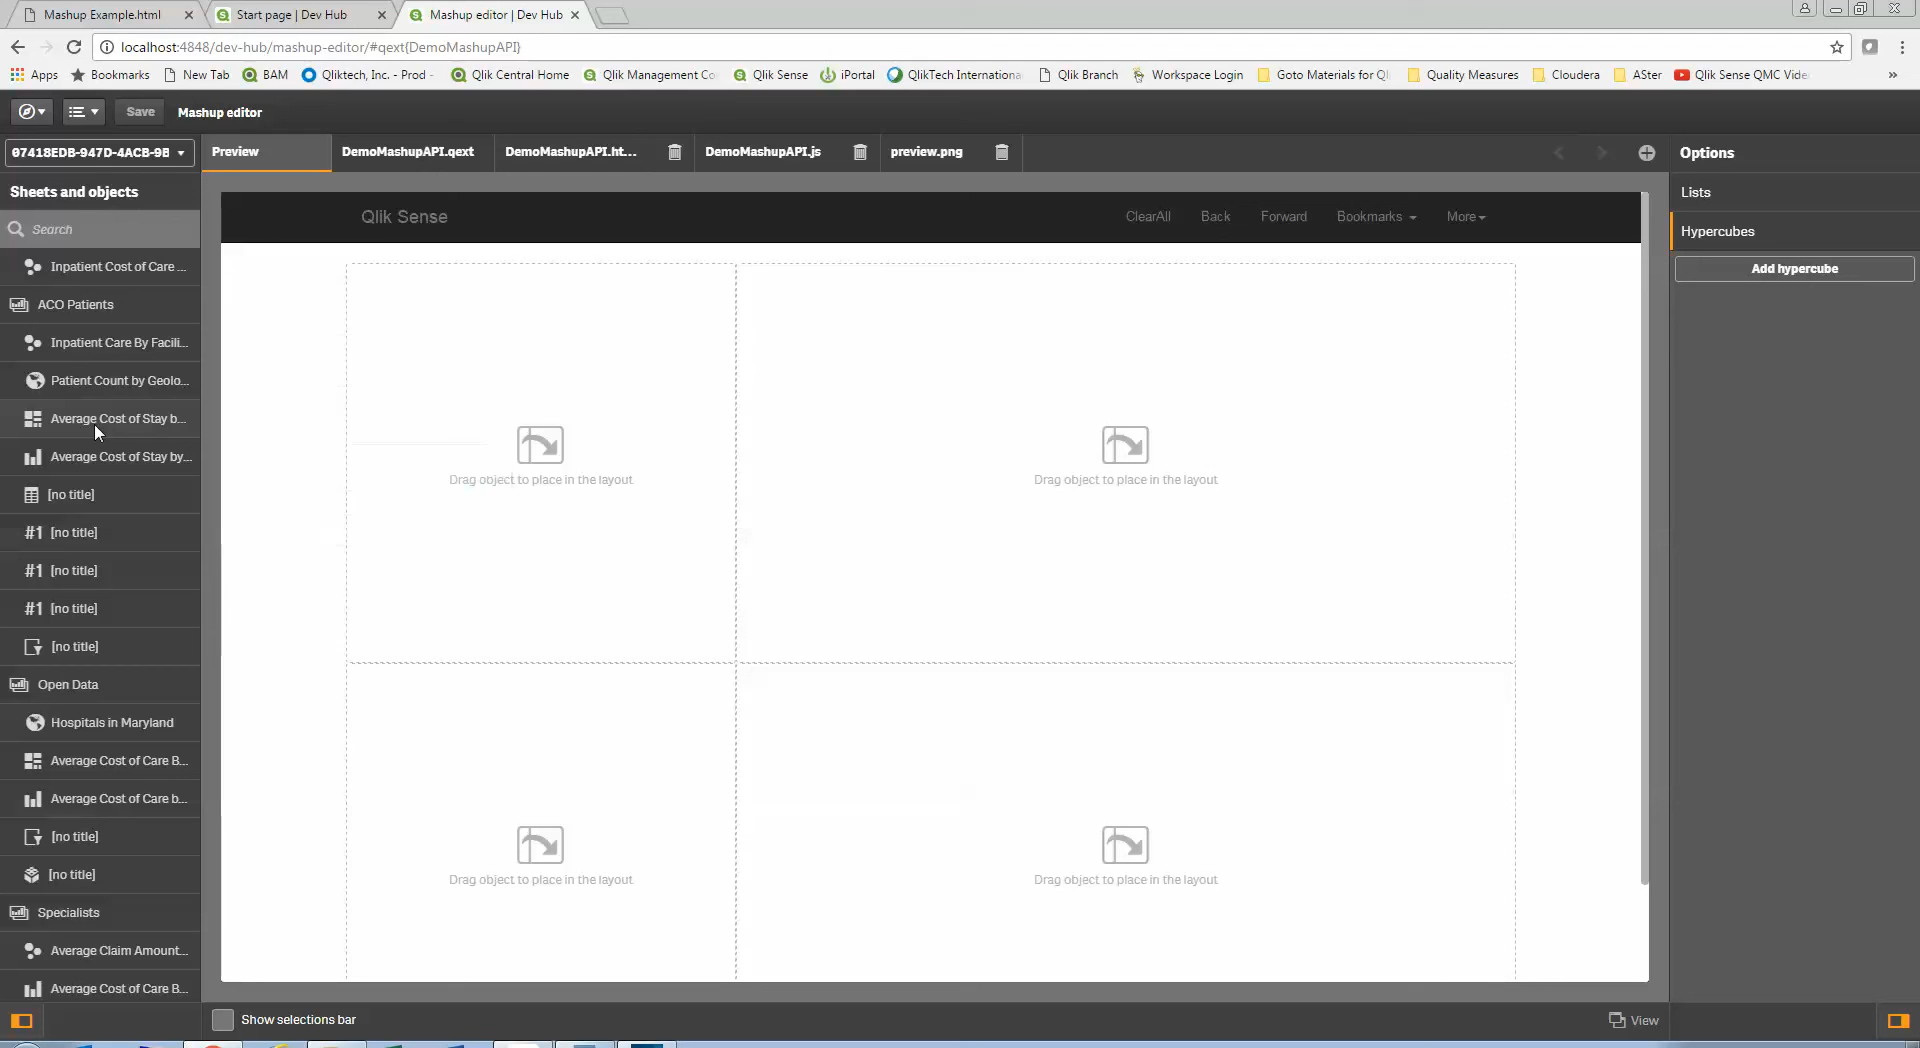 Mashup Example.html
Start page | Dev Hub
Mashup editor | Dev Hub
localhost:4848/dev-hub/mashup-editor/#qext{DemoMashupAPI}
Apps
Bookmarks
New Tab
BAM
Qliktech, Inc. - Prod -
Qlik Central Home
Qlik Management Co
Qlik Sense
iPortal
QlikTech Internationa
Qlik Branch
Workspace Login
Goto Materials for Ql
Quality Measures
Cloudera
ASter
Qlik Sense QMC Vide
Save
Mashup editor
07418EDB-947D-4ACB-9B
Preview
DemoMashupAPI.qext
DemoMashupAPI.ht...
DemoMashupAPI.js
preview.png
Options
Sheets and objects
Search
Inpatient Cost of Care ...
ACO Patients
Inpatient Care By Facili...
Patient Count by Geolo...
Average Cost of Stay b...
Average Cost of Stay by...
[no title]
#1 [no title]
#1 [no title]
#1 [no title]
[no title]
Open Data
Hospitals in Maryland
Average Cost of Care B...
Average Cost of Care b...
[no title]
[no title]
Specialists
Average Claim Amount...
Average Cost of Care B...
Qlik Sense
ClearAll
Back
Forward
Bookmarks
More
Drag object to place in the layout
Drag object to place in the layout
Drag object to place in the layout
Drag object to place in the layout
Lists
Hypercubes
Add hypercube
Show selections bar
View